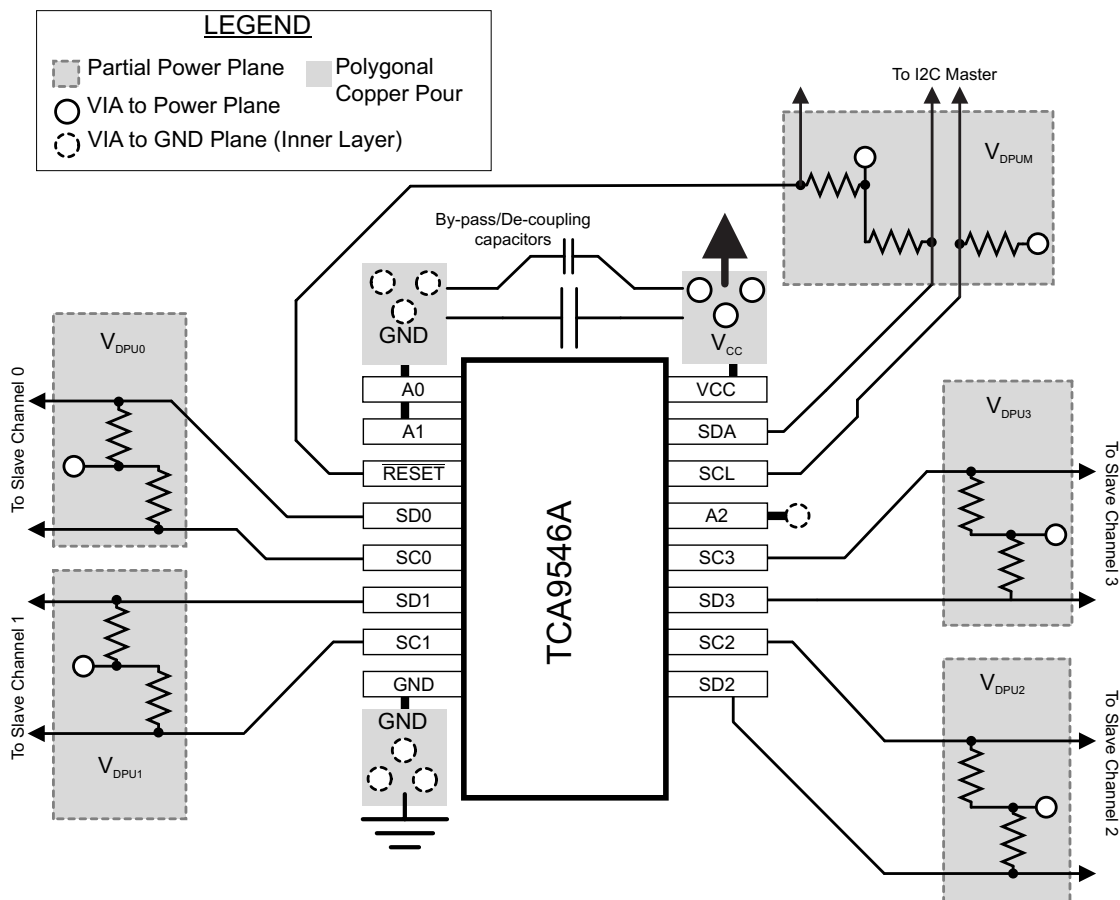 LEGEND
Partial Power Plane
Polygonal
Copper Pour
VIA to Power Plane
VIA to GND Plane (Inner Layer)
To I2C Master
VDPUM
By-pass/De-coupling
capacitors
GND
VCC
VDPU0
To Slave Channel 0
VDPU1
To Slave Channel 1
A0
A1
RESET
SD0
SC0
SD1
SC1
GND
GND
TCA9546A
VCC
SDA
SCL
A2
SC3
SD3
SC2
SD2
VDPU3
To Slave Channel 3
VDPU2
To Slave Channel 2